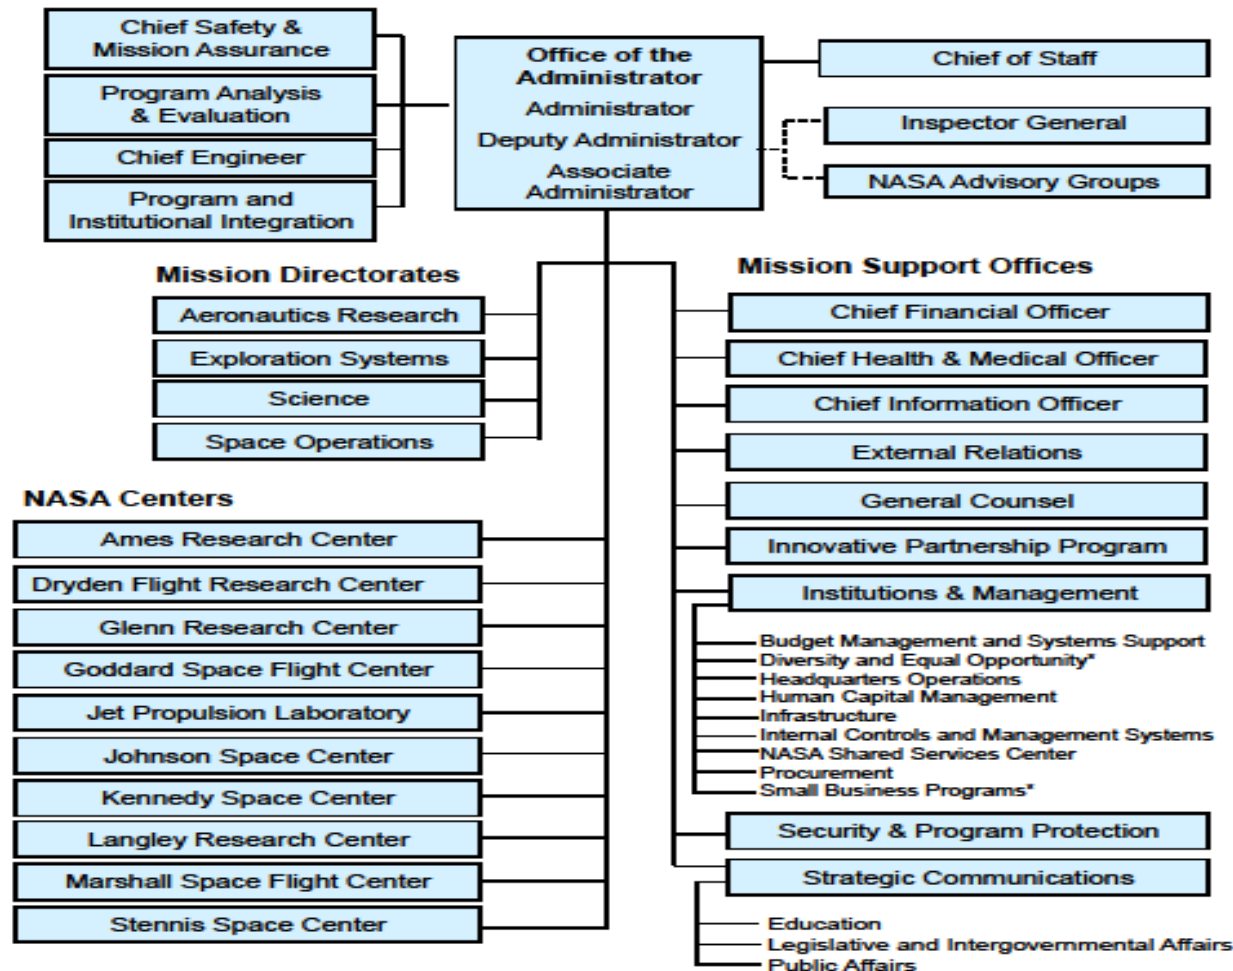 Chief Safety &
Mission Assurance
Program Analysis
& Evaluation
Chief Engineer
Program and
Institutional Integration
Office of the
Administrator
Administrator
Deputy Administrator
Associate
Administrator
Chief of Staff
Inspector General
NASA Advisory Groups
Mission Directorates
Aeronautics Research
Exploration Systems
Science
Space Operations
NASA Centers
Ames Research Center
Dryden Flight Research Center
Glenn Research Center
Goddard Space Flight Center
Jet Propulsion Laboratory
Johnson Space Center
Kennedy Space Center
Langley Research Center
Marshall Space Flight Center
Stennis Space Center
Mission Support Offices
Chief Financial Officer
Chief Health & Medical Officer
Chief Information Officer
External Relations
General Counsel
Innovative Partnership Program
Institutions & Management
Budget Management and Systems Support
Diversity and Equal Opportunity*
Headquarters Operations
Human Capital Management
Infrastructure
Internal Controls and Management Systems
NASA Shared Services Center
Procurement
Small Business Programs*
Security & Program Protection
Strategic Communications
Education
Legislative and Intergovernmental Affairs
Public Affairs